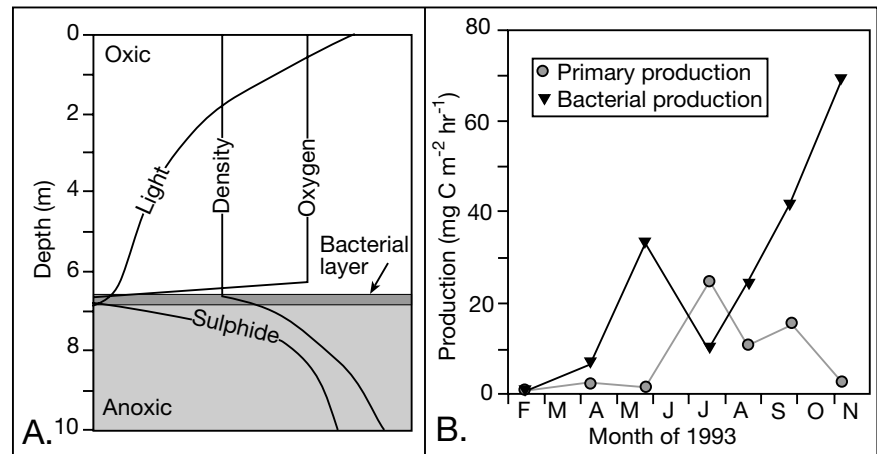 0
Oxic
2
4
6
8
10
Depth (m)
Light
Density
Oxygen
Bacterial
layer
Sulphide
Anoxic
A.
80
60
40
20
0
Production (mg C m-2 hr-1)
Primary production
Bacterial production
F M A M J J A S O N
Month of 1993
B.